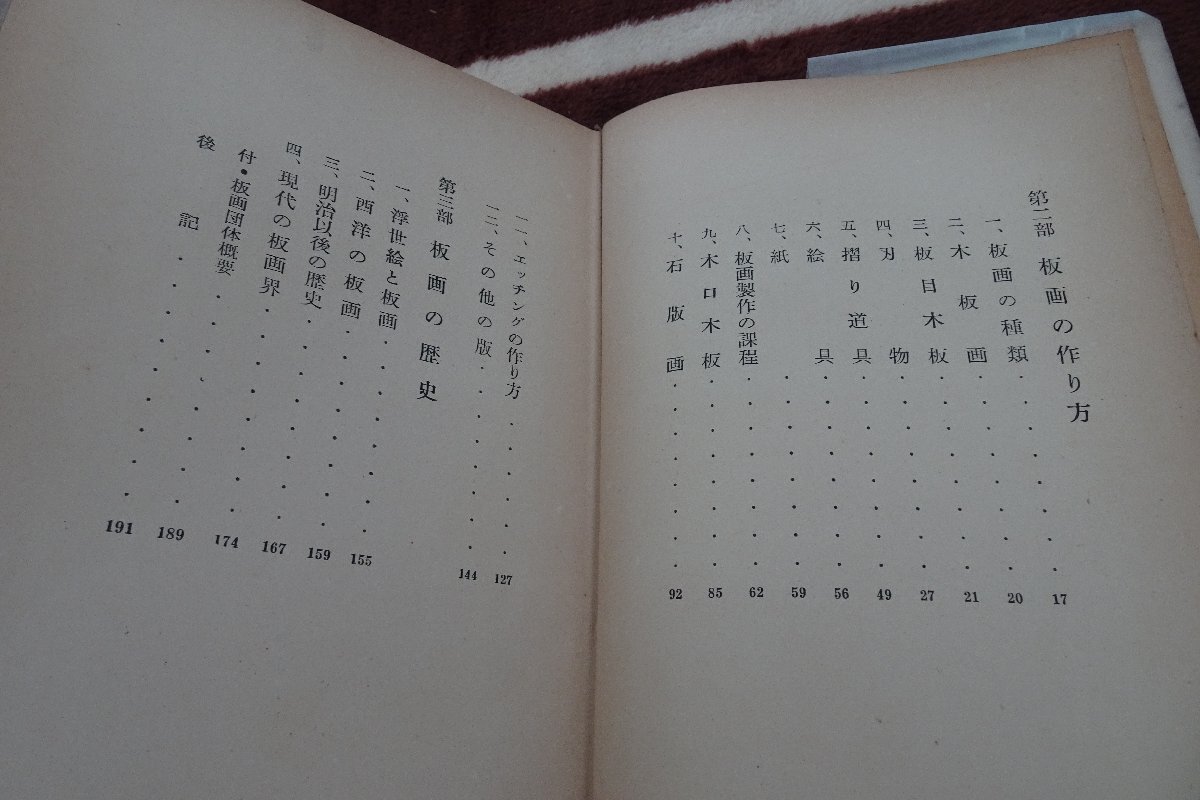 第二部 板画の作り方
一、板画の種類・・・・・17
二、木板画・・・・・20
三、板目木板・・・・・21
四、刃物・・・・・27
五、摺り道具・・・・・49
六、絵具・・・・・56
七、紙・・・・・59
八、板画製作の課程・・・・・62
九、木口木板・・・・・85
十、石版画・・・・・92
一一、エッチングの作り方・・・・・127
一二、その他の版・・・・・144
第三部 板画の歴史
一、浮世絵と板画・・・・・155
二、西洋の板画・・・・・159
三、明治以後の歴史・・・・・167
四、現代の板画界・・・・・174
付・板画団体概要・・・・・189
後記・・・・・191